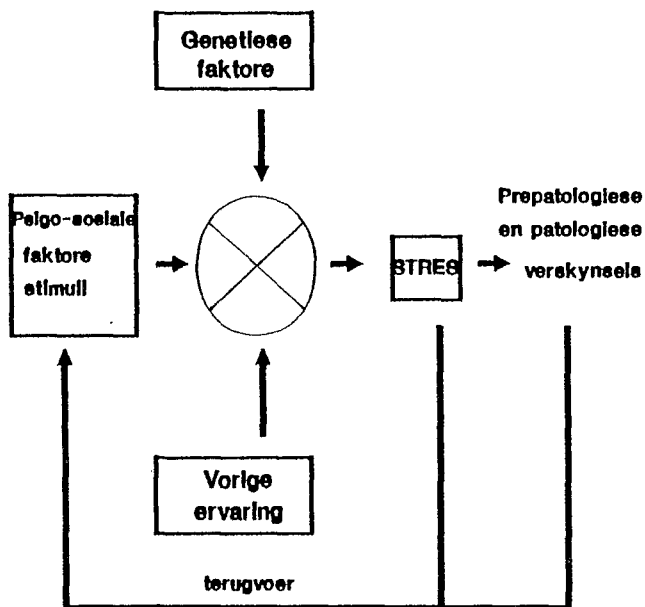 Genetiese
faktore
Psigo-sosiale
faktore
stimuli
STRES
Prepatologiese
en patologiese
verskynsels
Vorige
ervaring
terugvoer